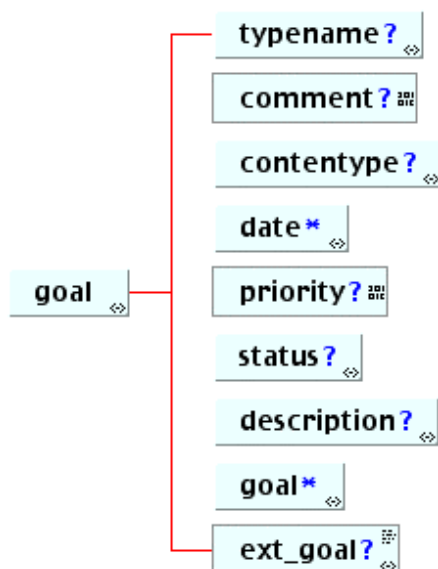 typename?
comment?
contentype?
date*
goal
priority?
status?
description?
goal*
ext_goal?